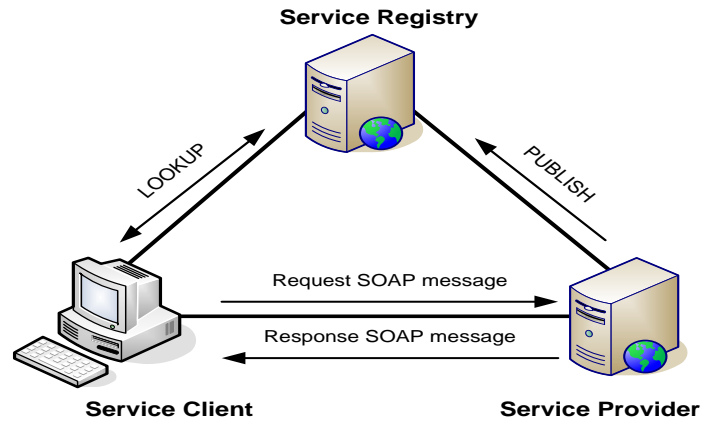 Service Registry
LOOKUP
PUBLISH
Request SOAP message
Response SOAP message
Service Client
Service Provider